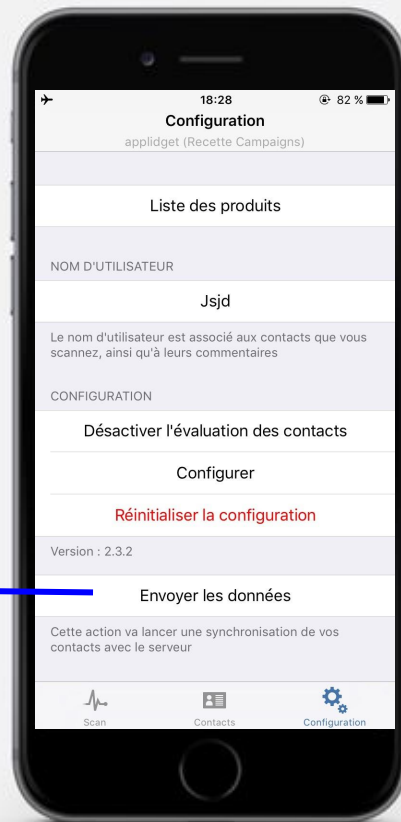 18:28
82 %
Configuration
applidget (Recette Campaigns)
Liste des produits
NOM D'UTILISATEUR
Jsjd
Le nom d'utilisateur est associé aux contacts que vous
scannez, ainsi qu'à leurs commentaires
CONFIGURATION
Désactiver l'évaluation des contacts
Configurer
Réinitialiser la configuration
Version : 2.3.2
Envoyer les données
Cette action va lancer une synchronisation de vos
contacts avec le serveur
Scan
Contacts
Configuration